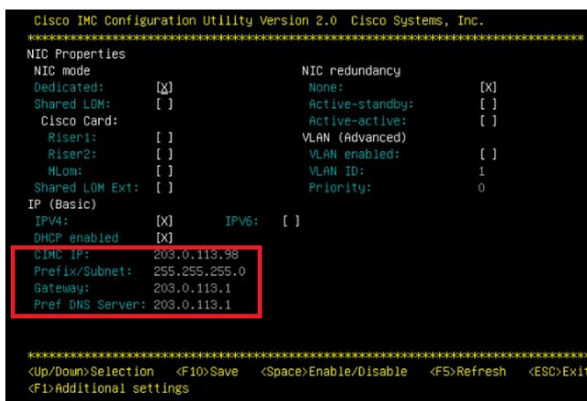 Cisco IMC Configuration Utility Version 2.0 Cisco Systems, Inc.
NIC Properties
NIC mode NIC redundancy
Dedicated: [X] None: [X]
Shared LOM: [ ] Active-standby: [ ]
Cisco Card: Active-active: [ ]
Riser1: [ ] VLAN (Advanced)
Riser2: [ ] VLAN enabled: [ ]
MLom: [ ] VLAN ID: 1
Shared LOM Ext: [ ] Priority: 0
IP (Basic)
IPV4: [X] IPV6: [ ]
DHCP enabled [X]
CIMC IP: 203.0.113.98
Prefix/Subnet: 255.255.255.0
Gateway: 203.0.113.1
Pref DNS Server: 203.0.113.1
<Up/Down>Selection <F10>Save <Space>Enable/Disable <F5>Refresh <ESC>Exit
<F1>Additional settings